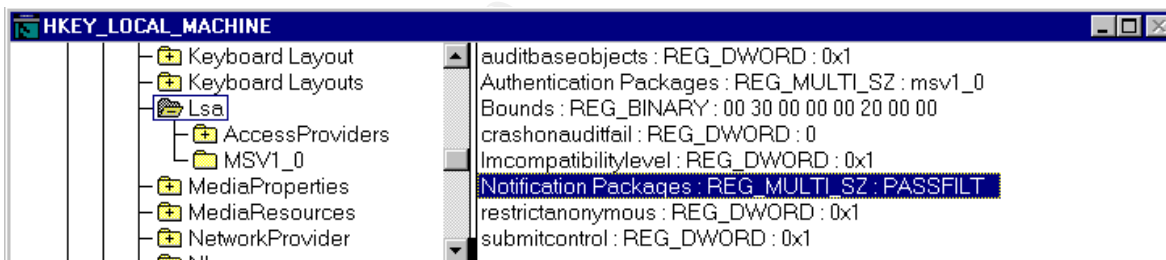 HKEY_LOCAL_MACHINE
Keyboard Layout
Keyboard Layouts
Lsa
AccessProviders
MSV1_0
MediaProperties
MediaResources
NetworkProvider
auditbaseobjects : REG_DWORD : 0x1
Authentication Packages : REG_MULTI_SZ : msv1_0
Bounds : REG_BINARY : 00 30 00 00 00 20 00 00
crashonauditfail : REG_DWORD : 0
lmcompatibilitylevel : REG_DWORD : 0x1
Notification Packages : REG_MULTI_SZ : PASSFILT
restrictanonymous : REG_DWORD : 0x1
submitcontrol : REG_DWORD : 0x1